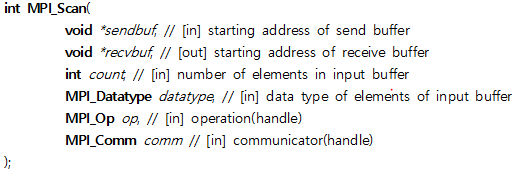 int MPI_Scan(
void *sendbuf, // [in] starting address of send buffer
void *recvbuf, // [out] starting address of receive buffer
int count, // [in] number of elements in input buffer
MPI_Datatype datatype, // [in] data type of elements of input buffer
MPI_Op op, // [in] operation(handle)
MPI_Comm comm // [in] communicator(handle)
);